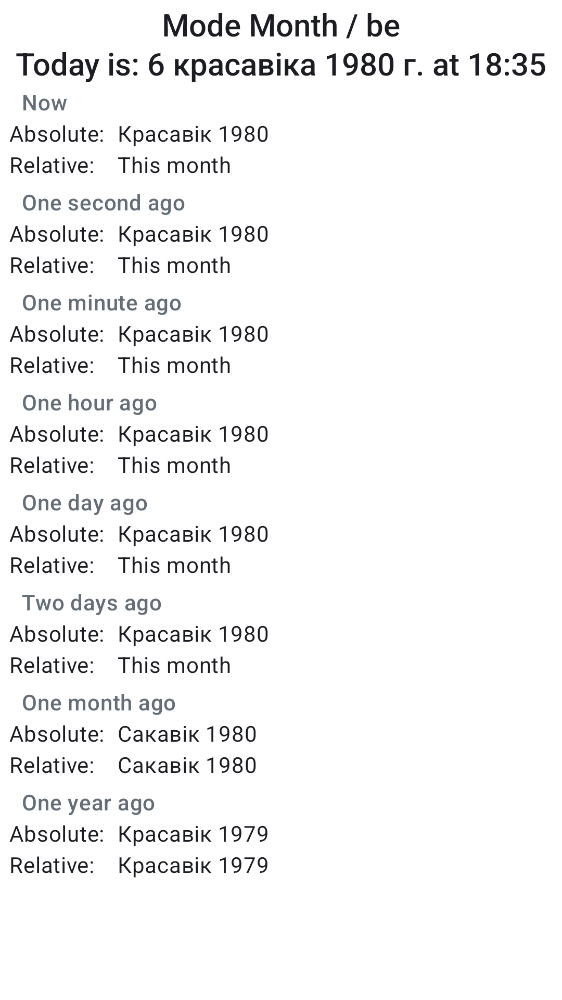 Mode Month / be
Today is: 6 красавіка 1980 г. at 18:35
Now
Absolute: Красавік 1980
Relative: This month
One second ago
Absolute: Красавік 1980
Relative: This month
One minute ago
Absolute: Красавік 1980
Relative: This month
One hour ago
Absolute: Красавік 1980
Relative: This month
One day ago
Absolute: Красавік 1980
Relative: This month
Two days ago
Absolute: Красавік 1980
Relative: This month
One month ago
Absolute: Сакавік 1980
Relative: Сакавік 1980
One year ago
Absolute: Красавік 1979
Relative: Красавік 1979